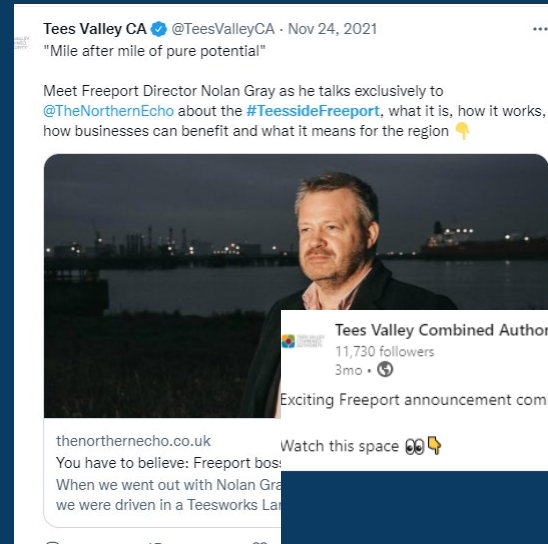 Tees Valley CA @TeesValleyCA · Nov 24, 2021
"Mile after mile of pure potential"
Meet Freeport Director Nolan Gray as he talks exclusively to
@TheNorthernEcho about the #TeessideFreeport, what it is, how it works,
how businesses can benefit and what it means for the region 👇
thenorthernecho.co.uk
You have to believe: Freeport bos
When we went out with Nolan Gra
we were driven in a Teesworks La
Tees Valley Combined Author
11,730 followers
3mo •
Exciting Freeport announcement com
Watch this space 👀👇